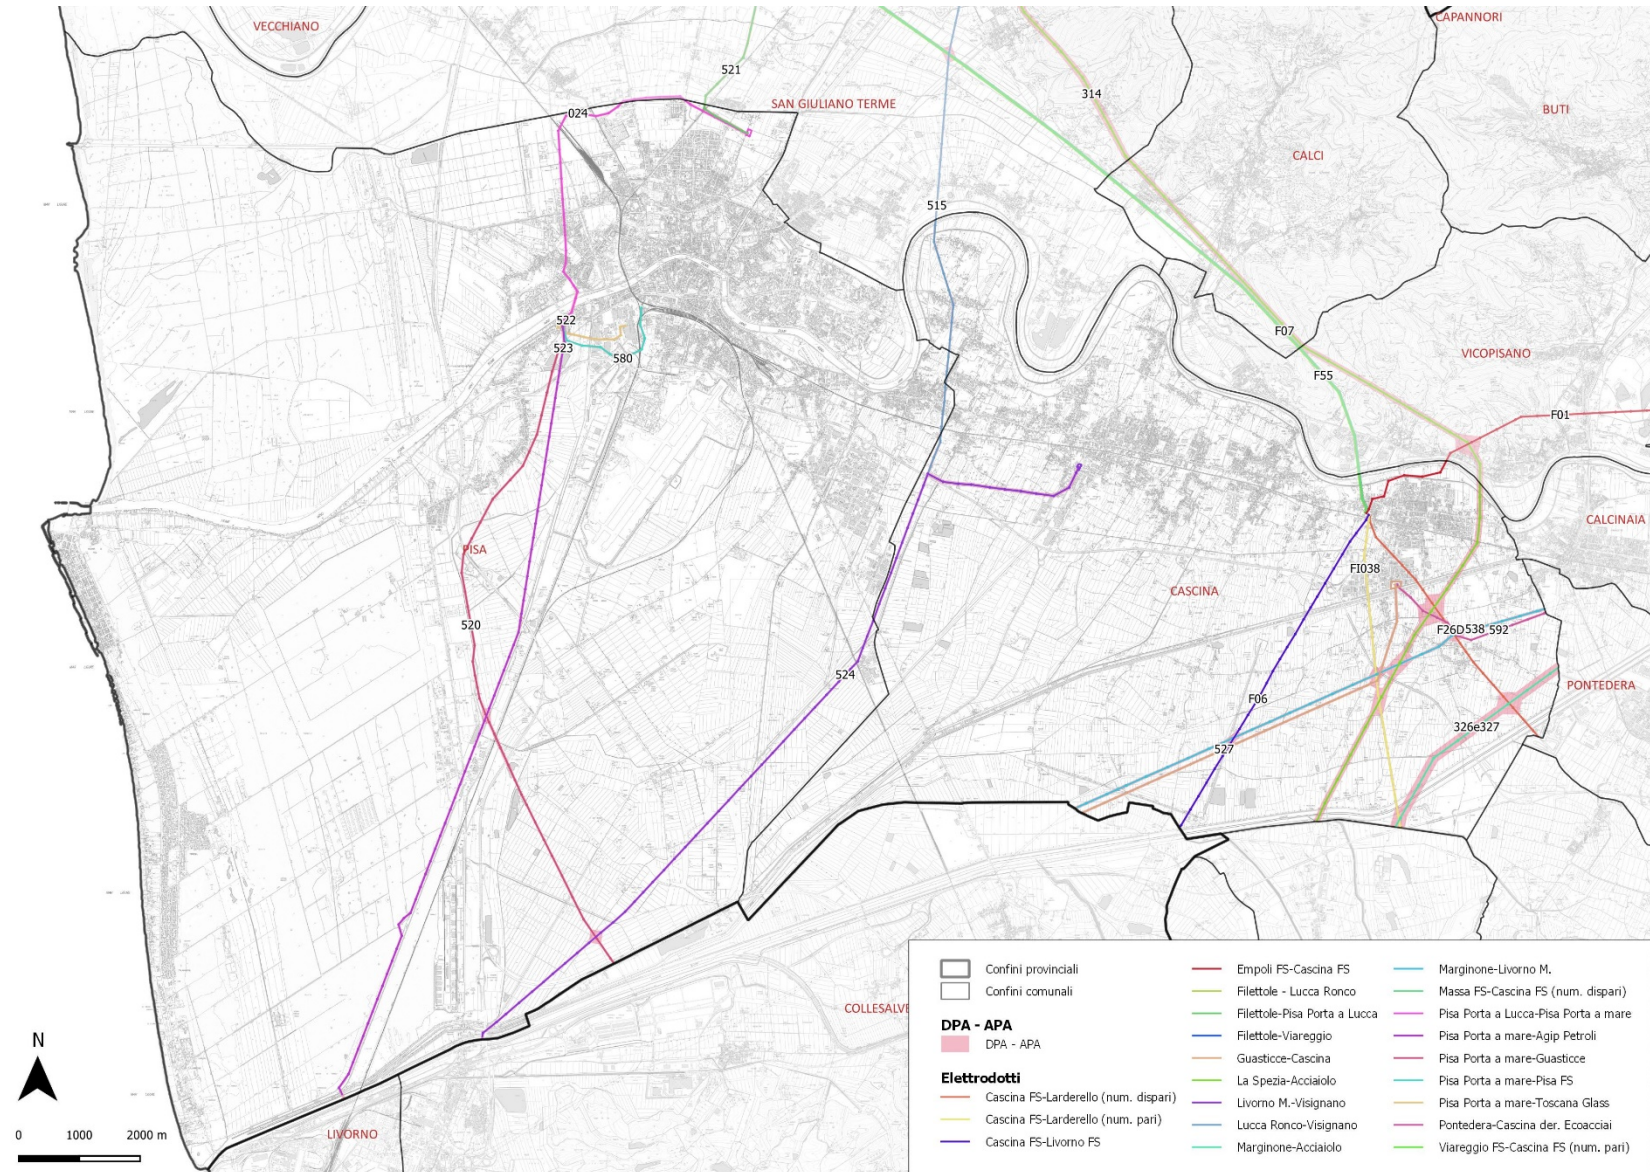 VECCHIANO
CAPANNORI
521
314
SAN GIULIANO TERME
024
BUTI
CALCI
515
522
523
580
F07
VICOPISANO
F55
F01
CALCINAIA
PISA
FI038
CASCINA
520
F26D 538 592
524
PONTEDERA
F06
326e327
527
COLLESALVE
LIVORNO
N
0 1000 2000 m
Confini provinciali
Confini comunali
DPA - APA
DPA - APA
Elettrodotti
Cascina FS-Larderello (num. dispari)
Cascina FS-Larderello (num. pari)
Cascina FS-Livorno FS
Empoli FS-Cascina FS
Filettole - Lucca Ronco
Filettole-Pisa Porta a Lucca
Filettole-Viareggio
Guasticce-Cascina
La Spezia-Acciaiolo
Livorno M.-Visignano
Lucca Ronco-Visignano
Marginone-Acciaiolo
Marginone-Livorno M.
Massa FS-Cascina FS (num. dispari)
Pisa Porta a Lucca-Pisa Porta a mare
Pisa Porta a mare-Agip Petroli
Pisa Porta a mare-Guasticce
Pisa Porta a mare-Pisa FS
Pisa Porta a mare-Toscana Glass
Pontedera-Cascina der. Ecoacciai
Viareggio FS-Cascina FS (num. pari)